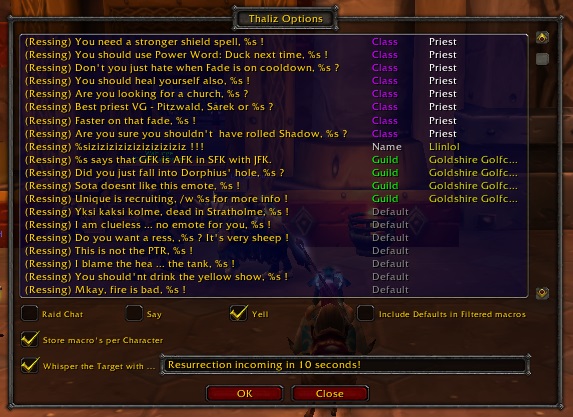 Thaliz Options
(Ressing) You need a stronger shield spell, %s ! Class Priest
(Ressing) You should use Power Word: Duck next time, %s ! Class Priest
(Ressing) Don't you just hate when Fade is on cooldown, %s ? Class Priest
(Ressing) You should heal yourself also, %s ! Class Priest
(Ressing) Are you looking for a church, %s ? Class Priest
(Ressing) Best priest VG - Pitzwald, Sarek or %s ? Class Priest
(Ressing) Faster on that fade, %s ! Class Priest
(Ressing) Are you sure you shouldn't have rolled Shadow, %s ? Class Priest
(Ressing) %siziziziziziziziziziz !!! Name Llinlol
(Ressing) %s says that GFK is AFK in SFK with JFK. Guild Goldshire Golfc...
(Ressing) Did you just fall into Dorphius' hole, %s ? Guild Goldshire Golfc...
(Ressing) Sota doesnt like this emote, %s ! Guild Goldshire Golfc...
(Ressing) Unique is recruiting, /w %s for more info ! Guild Goldshire Golfc...
(Ressing) Yksi kaksi kolme, dead in Stratholme, %s ! Default
(Ressing) I am clueless ... no emote for you, %s ! Default
(Ressing) Do you want a ress, ,%s ? It's very sheep ! Default
(Ressing) This is not the PTR, %s ! Default
(Ressing) I blame the hea ... the tank, %s ! Default
(Ressing) You should'nt drink the yellow show, %s ! Default
(Ressing) Mkay, fire is bad, %s ! Default
Raid Chat Say Yell Include Defaults in Filtered macros
Store macro's per Character
Whisper the Target with ... Resurrection incoming in 10 seconds!
OK Close